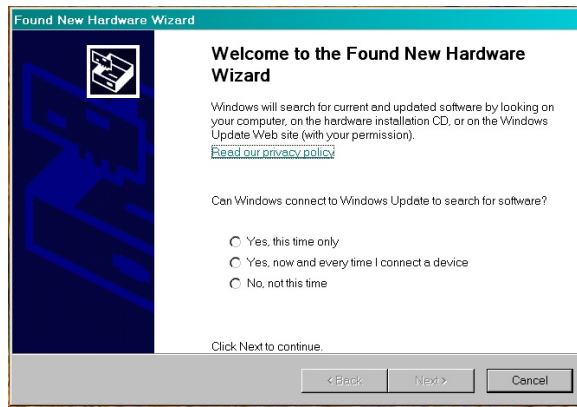 Found New Hardware Wizard
Welcome to the Found New Hardware
Wizard
Windows will search for current and updated software by looking on
your computer, on the hardware installation CD, or on the Windows
Update Web site (with your permission).
Read our privacy policy
Can Windows connect to Windows Update to search for software?
Yes, this time only
Yes, now and every time I connect a device
No, not this time
Click Next to continue.
< Back
Next >
Cancel